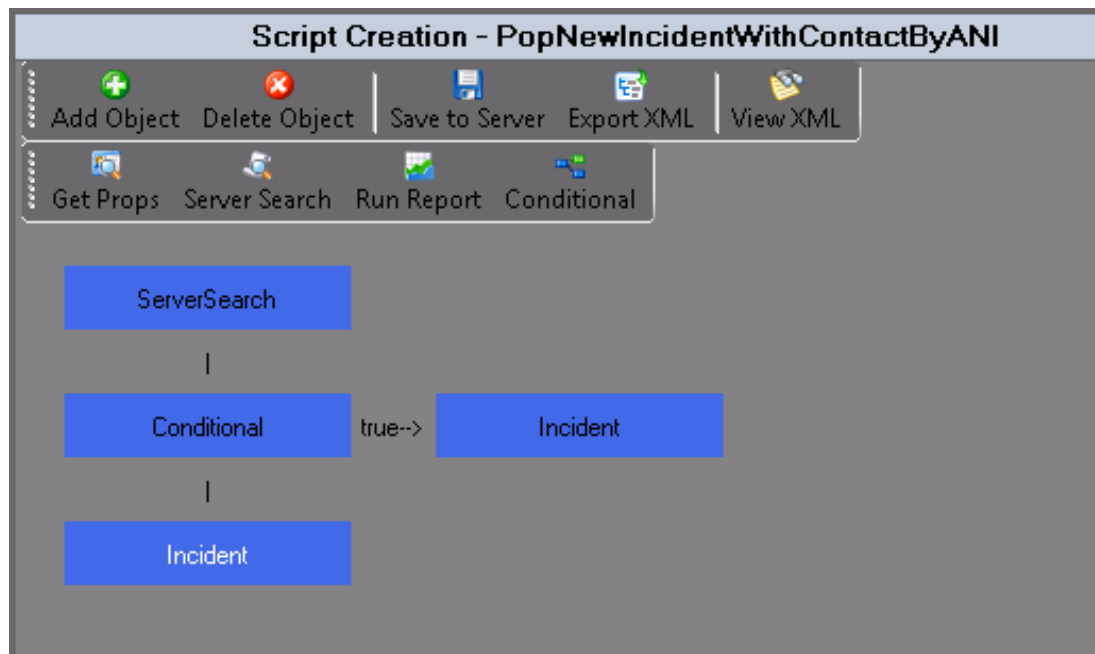 Script Creation - PopNewIncidentWithContactByANI
Add Object Delete Object Save to Server Export XML View XML
Get Props Server Search Run Report Conditional
ServerSearch
|
Conditional true--> Incident
|
Incident